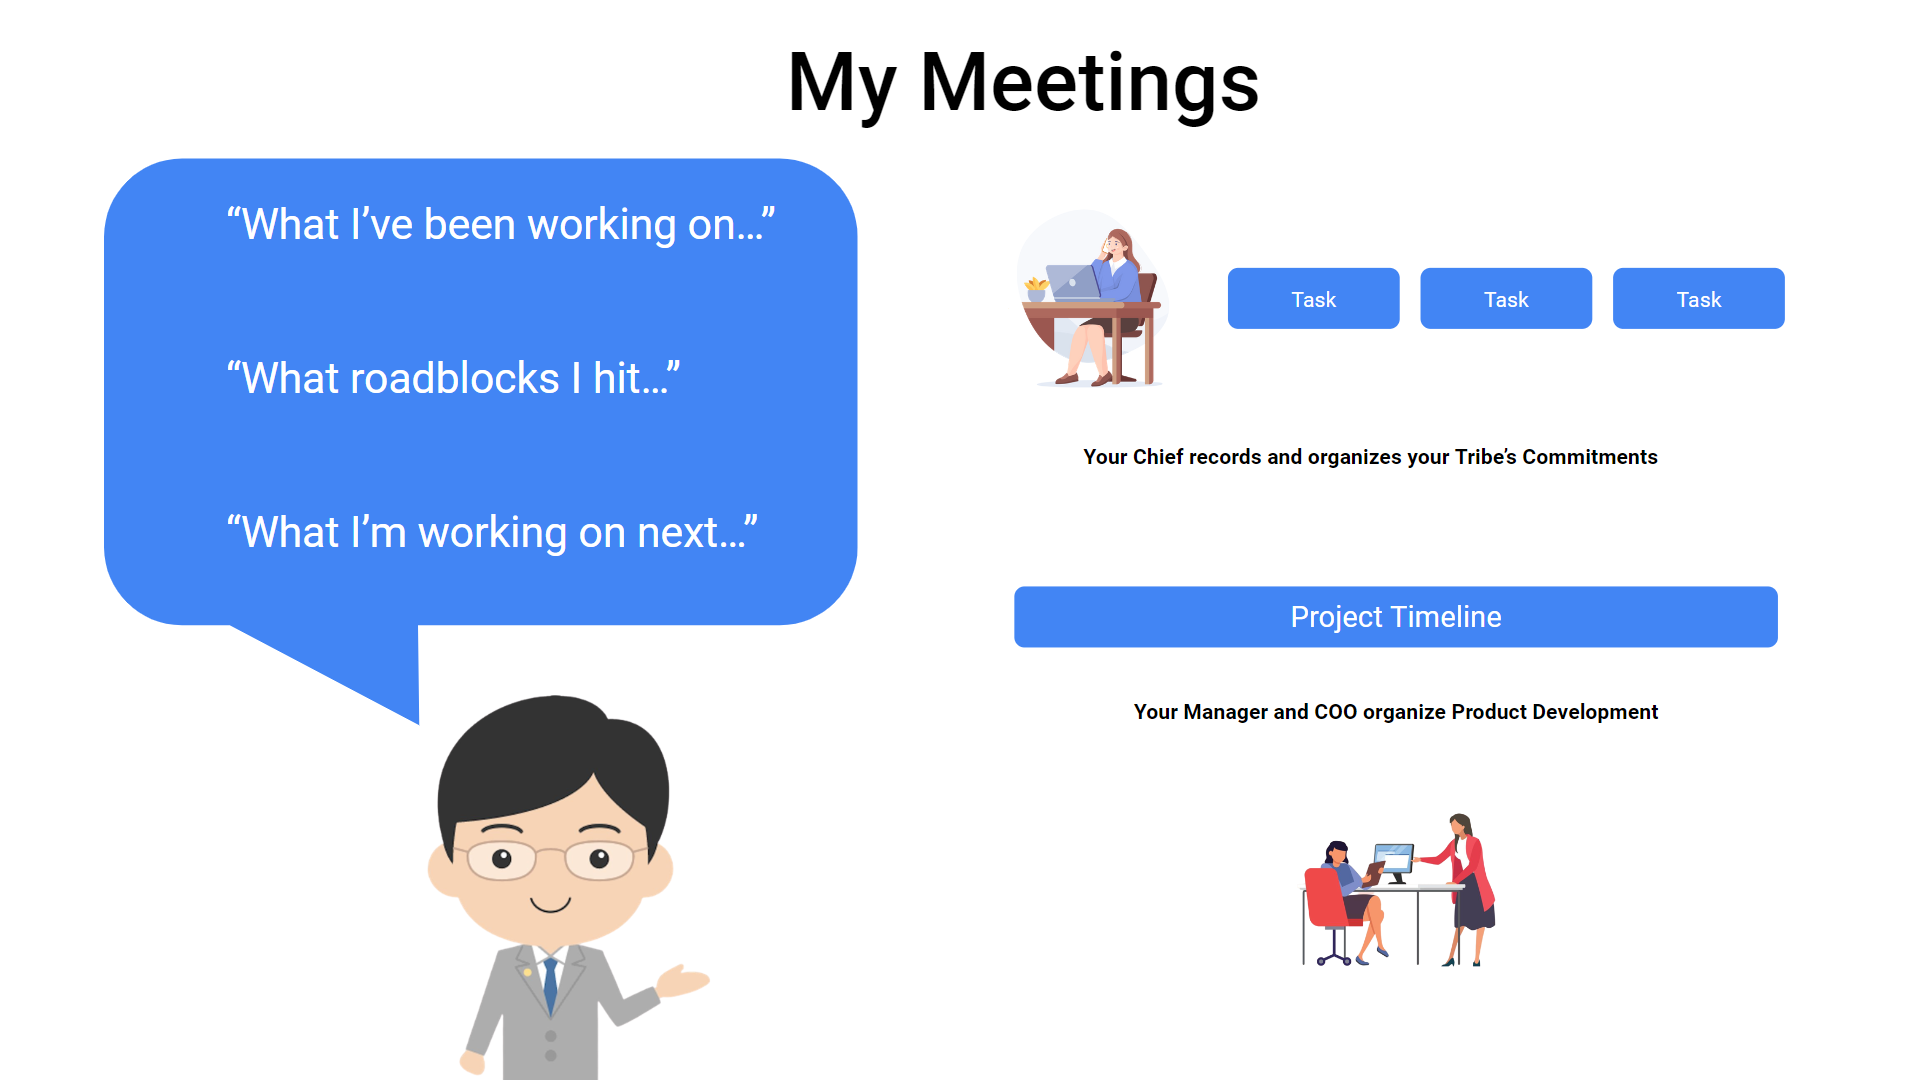 My Meetings
“What I’ve been working on...”
“What roadblocks I hit...”
“What I’m working on next...”
Task
Task
Task
Your Chief records and organizes your Tribe’s Commitments
Project Timeline
Your Manager and COO organize Product Development